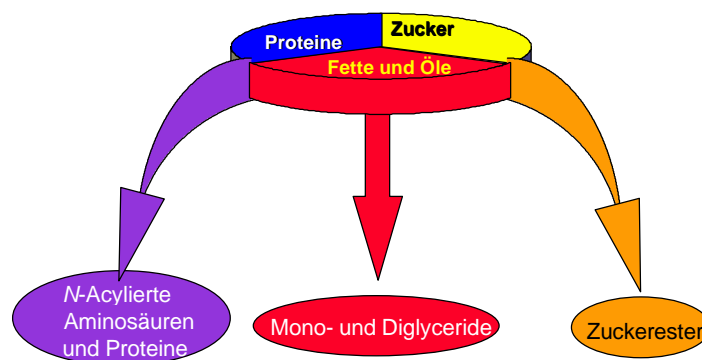 Zucker
Proteine
Fette und Öle
N-Acylierte
Aminosäuren
und Proteine
Mono- und Diglyceride
Zuckerester